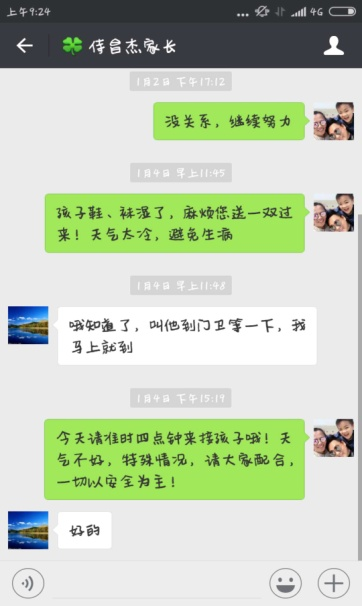 上午9:24
4G
侍昌杰家长
1月2日 下午17:12
没关系，继续努力
1月4日 早上11:45
孩子鞋、袜湿了，麻烦您送一双过
来！天气太冷，避免生病
1月4日 早上11:48
哦知道了，叫他到门卫等一下，我
马上就到
1月4日 下午15:19
今天请准时四点钟来接孩子哦！天
气不好，特殊情况，请大家配合，
一切以安全为主！
好的